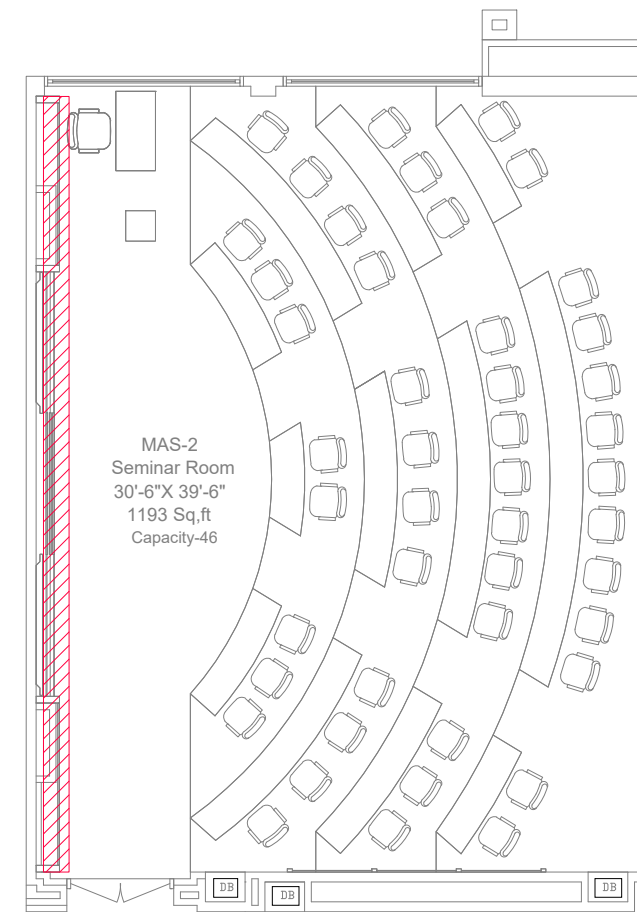 MAS-2
Seminar Room
30'-6"X 39'-6"
1193 Sq,ft
Capacity-46
DB
DB
DB